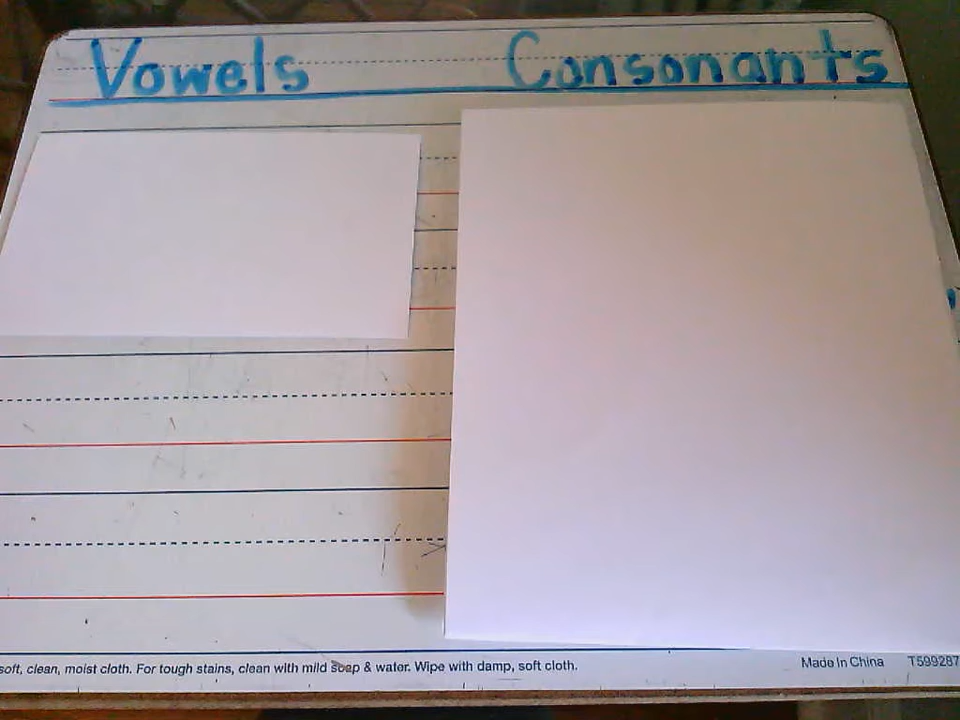 Vowels Consonants
soft, clean, moist cloth. For tough stains, clean with mild soap & water. Wipe with damp, soft cloth.
Made In China T599287